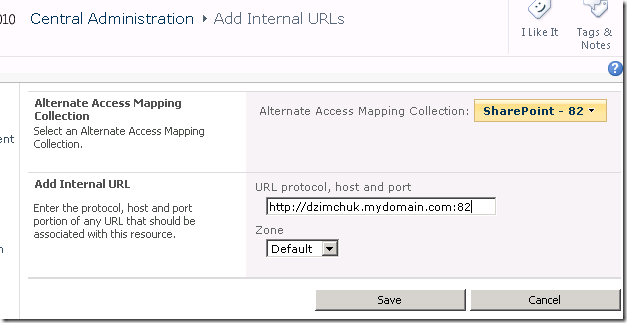 010 Central Administration ▸ Add Internal URLs
I Like It Tags &
Notes
Alternate Access Mapping
Collection
Select an Alternate Access Mapping
Collection.
Alternate Access Mapping Collection: SharePoint - 82
ent
Add Internal URL
Enter the protocol, host and port
portion of any URL that should be
associated with this resource.
URL protocol, host and port
http://dzimchuk.mydomain.com:82
Zone
Default
n
Save Cancel